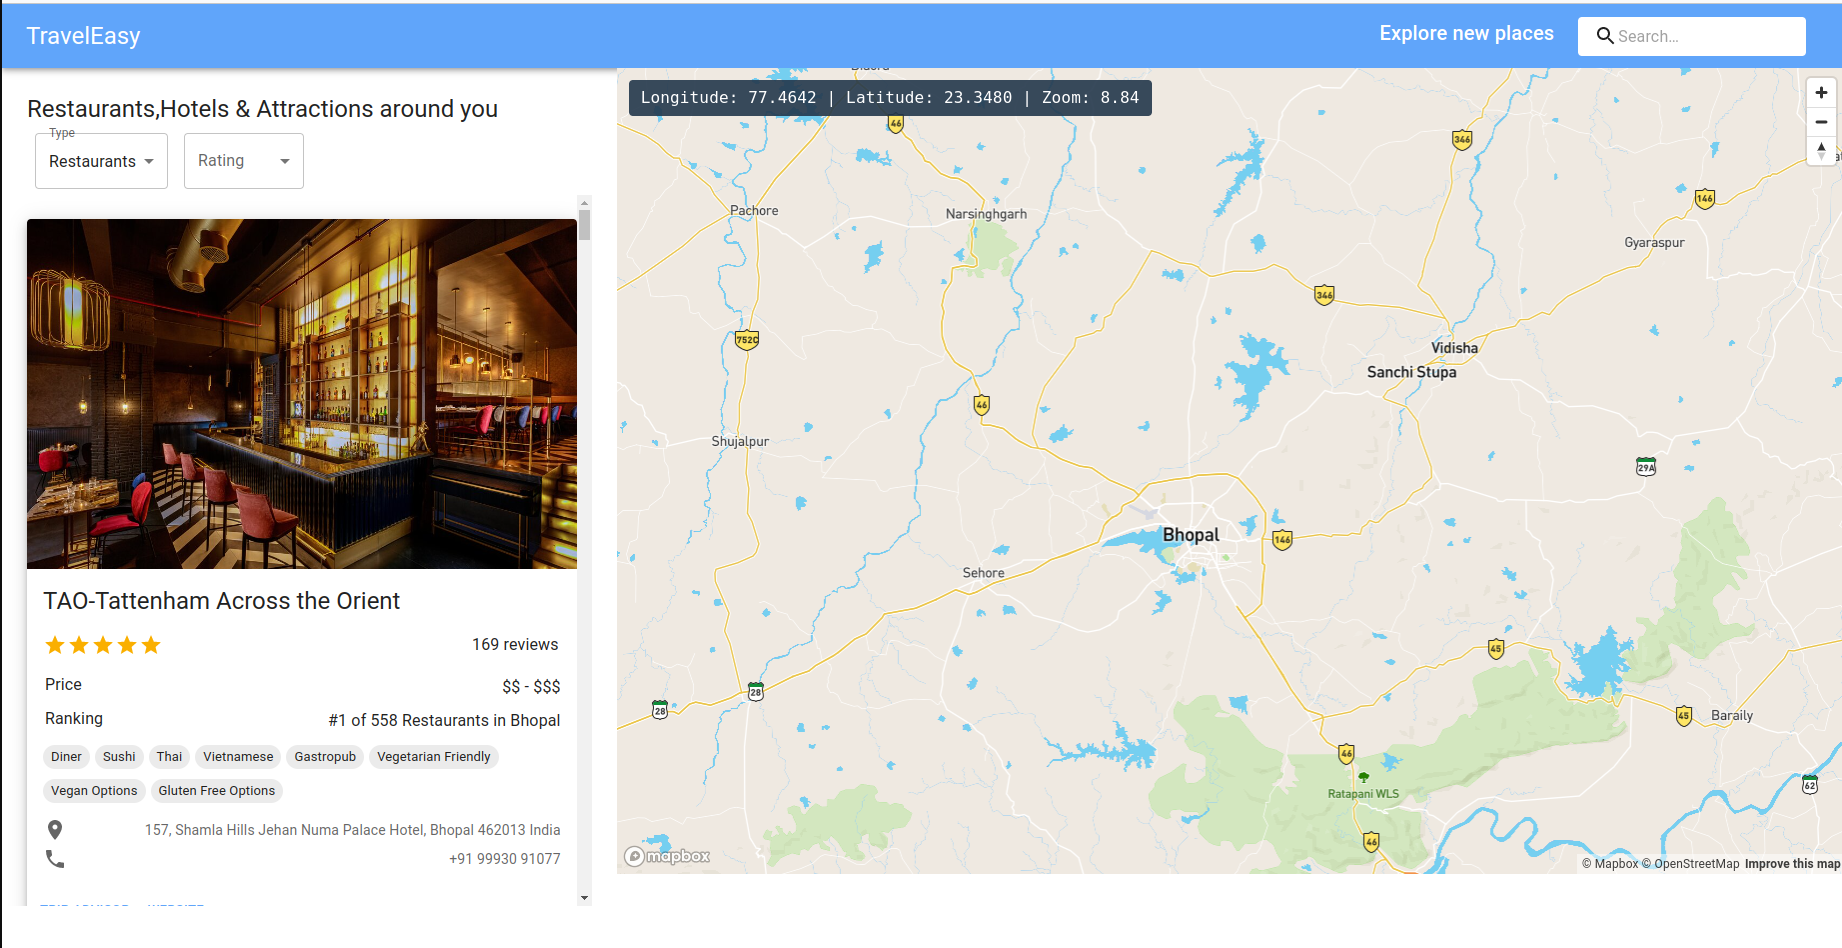 TravelEasy
Explore new places
Search...
Restaurants,Hotels & Attractions around you
Type
Restaurants
Rating
TAO-Tattenham Across the Orient
169 reviews
Price
$$ - $$$
Ranking
#1 of 558 Restaurants in Bhopal
Diner Sushi Thai Vietnamese Gastropub Vegetarian Friendly
Vegan Options Gluten Free Options
157, Shamla Hills Jehan Numa Palace Hotel, Bhopal 462013 India
+91 99930 91077
Longitude: 77.4642 | Latitude: 23.3480 | Zoom: 8.84
46
346
146
Pachore
Narsinghgarh
Gyaraspur
346
752C
Vidisha
Sanchi Stupa
46
Shujalpur
29A
Bhopal
146
Sehore
45
28
28
45
Baraily
46
Ratapani WLS
62
46
mapbox
© Mapbox © OpenStreetMap Improve this map